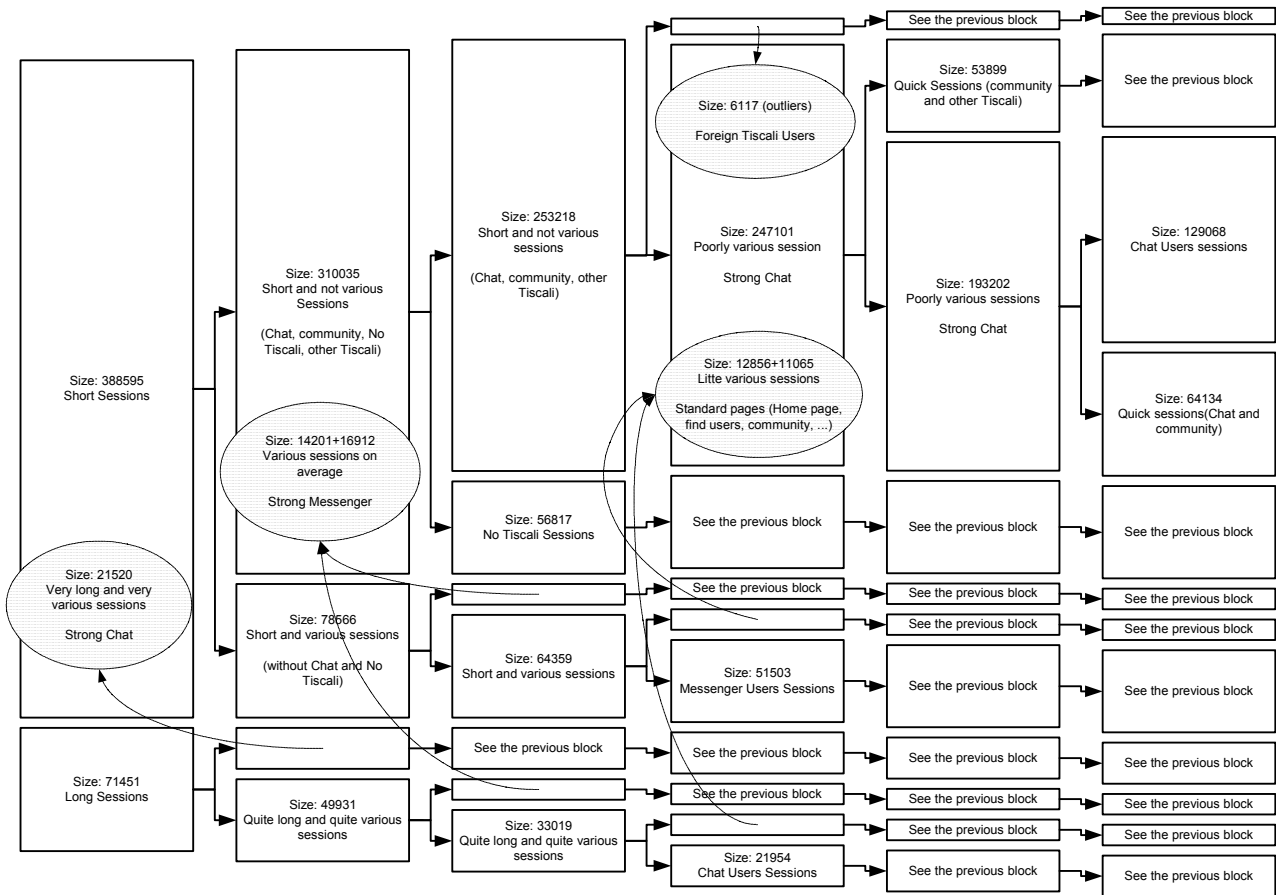 Size: 388595
Short Sessions
Size: 21520
Very long and very
various sessions
Strong Chat
Size: 71451
Long Sessions
Size: 310035
Short and not various
Sessions
(Chat, community, No
Tiscali, other Tiscali)
Size: 14201+16912
Various sessions on
average
Strong Messenger
Size: 78566
Short and various sessions
(without Chat and No
Tiscali)
Size: 49931
Quite long and quite various
sessions
Size: 253218
Short and not various
sessions
(Chat, community, other
Tiscali)
Size: 56817
No Tiscali Sessions
Size: 64359
Short and various sessions
See the previous block
Size: 33019
Quite long and quite various
sessions
Size: 6117 (outliers)
Foreign Tiscali Users
Size: 247101
Poorly various session
Strong Chat
Size: 12856+11065
Litte various sessions
Standard pages (Home page,
find users, community, ...)
See the previous block
See the previous block
Size: 51503
Messenger Users Sessions
See the previous block
See the previous block
Size: 21954
Chat Users Sessions
See the previous block
Size: 53899
Quick Sessions (community
and other Tiscali)
Size: 193202
Poorly various sessions
Strong Chat
See the previous block
See the previous block
See the previous block
See the previous block
See the previous block
See the previous block
See the previous block
See the previous block
See the previous block
See the previous block
Size: 129068
Chat Users sessions
Size: 64134
Quick sessions(Chat and
community)
See the previous block
See the previous block
See the previous block
See the previous block
See the previous block
See the previous block
See the previous block
See the previous block